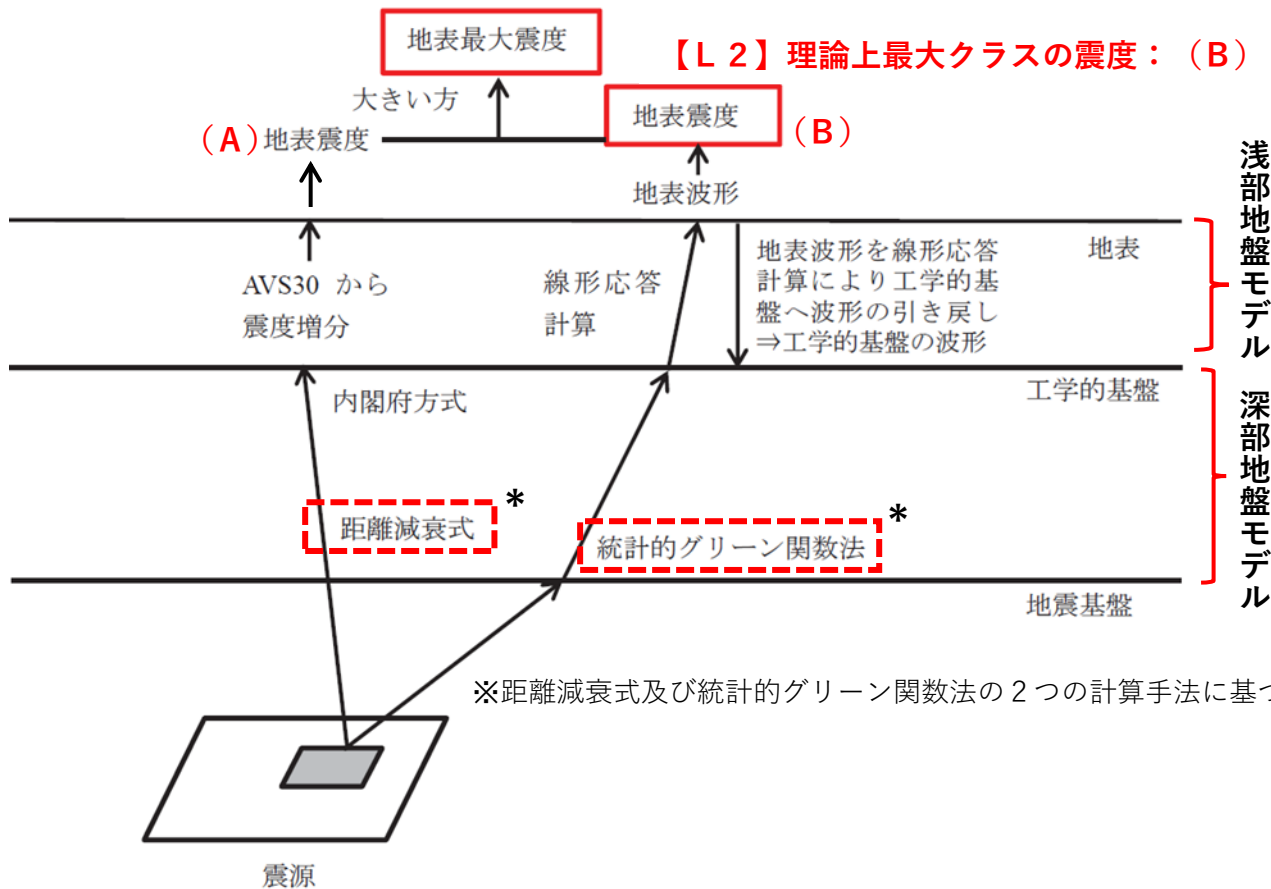 地表最大震度
【L 2】理論上最大クラスの震度：（B）
大きい方
地表震度
（A）地表震度
（B）
地表波形
地表
AVS30 から
震度増分
線形応答
計算
地表波形を線形応答
計算により工学的基
盤へ波形の引き戻し
⇒工学的基盤の波形
浅部地盤モデル
工学的基盤
内閣府方式
距離減衰式
*
統計的グリーン関数法
*
深部地盤モデル
地震基盤
※距離減衰式及び統計的グリーン関数法の２つの計算手法に基づ
震源